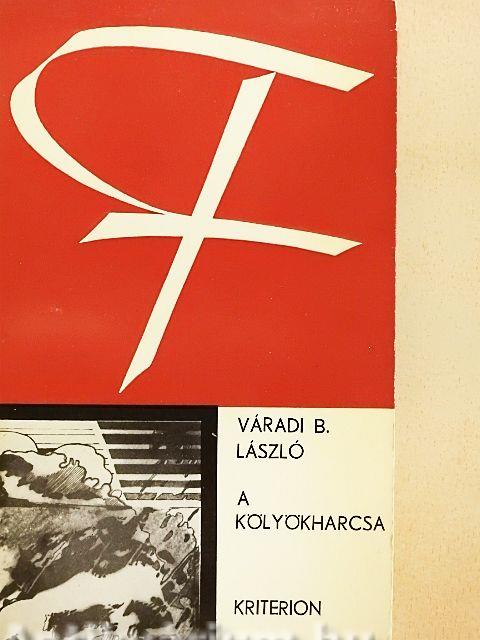 F
VÁRADI B.
LÁSZLÓ
A
KÖLYÖKHARCSA
KRITERION